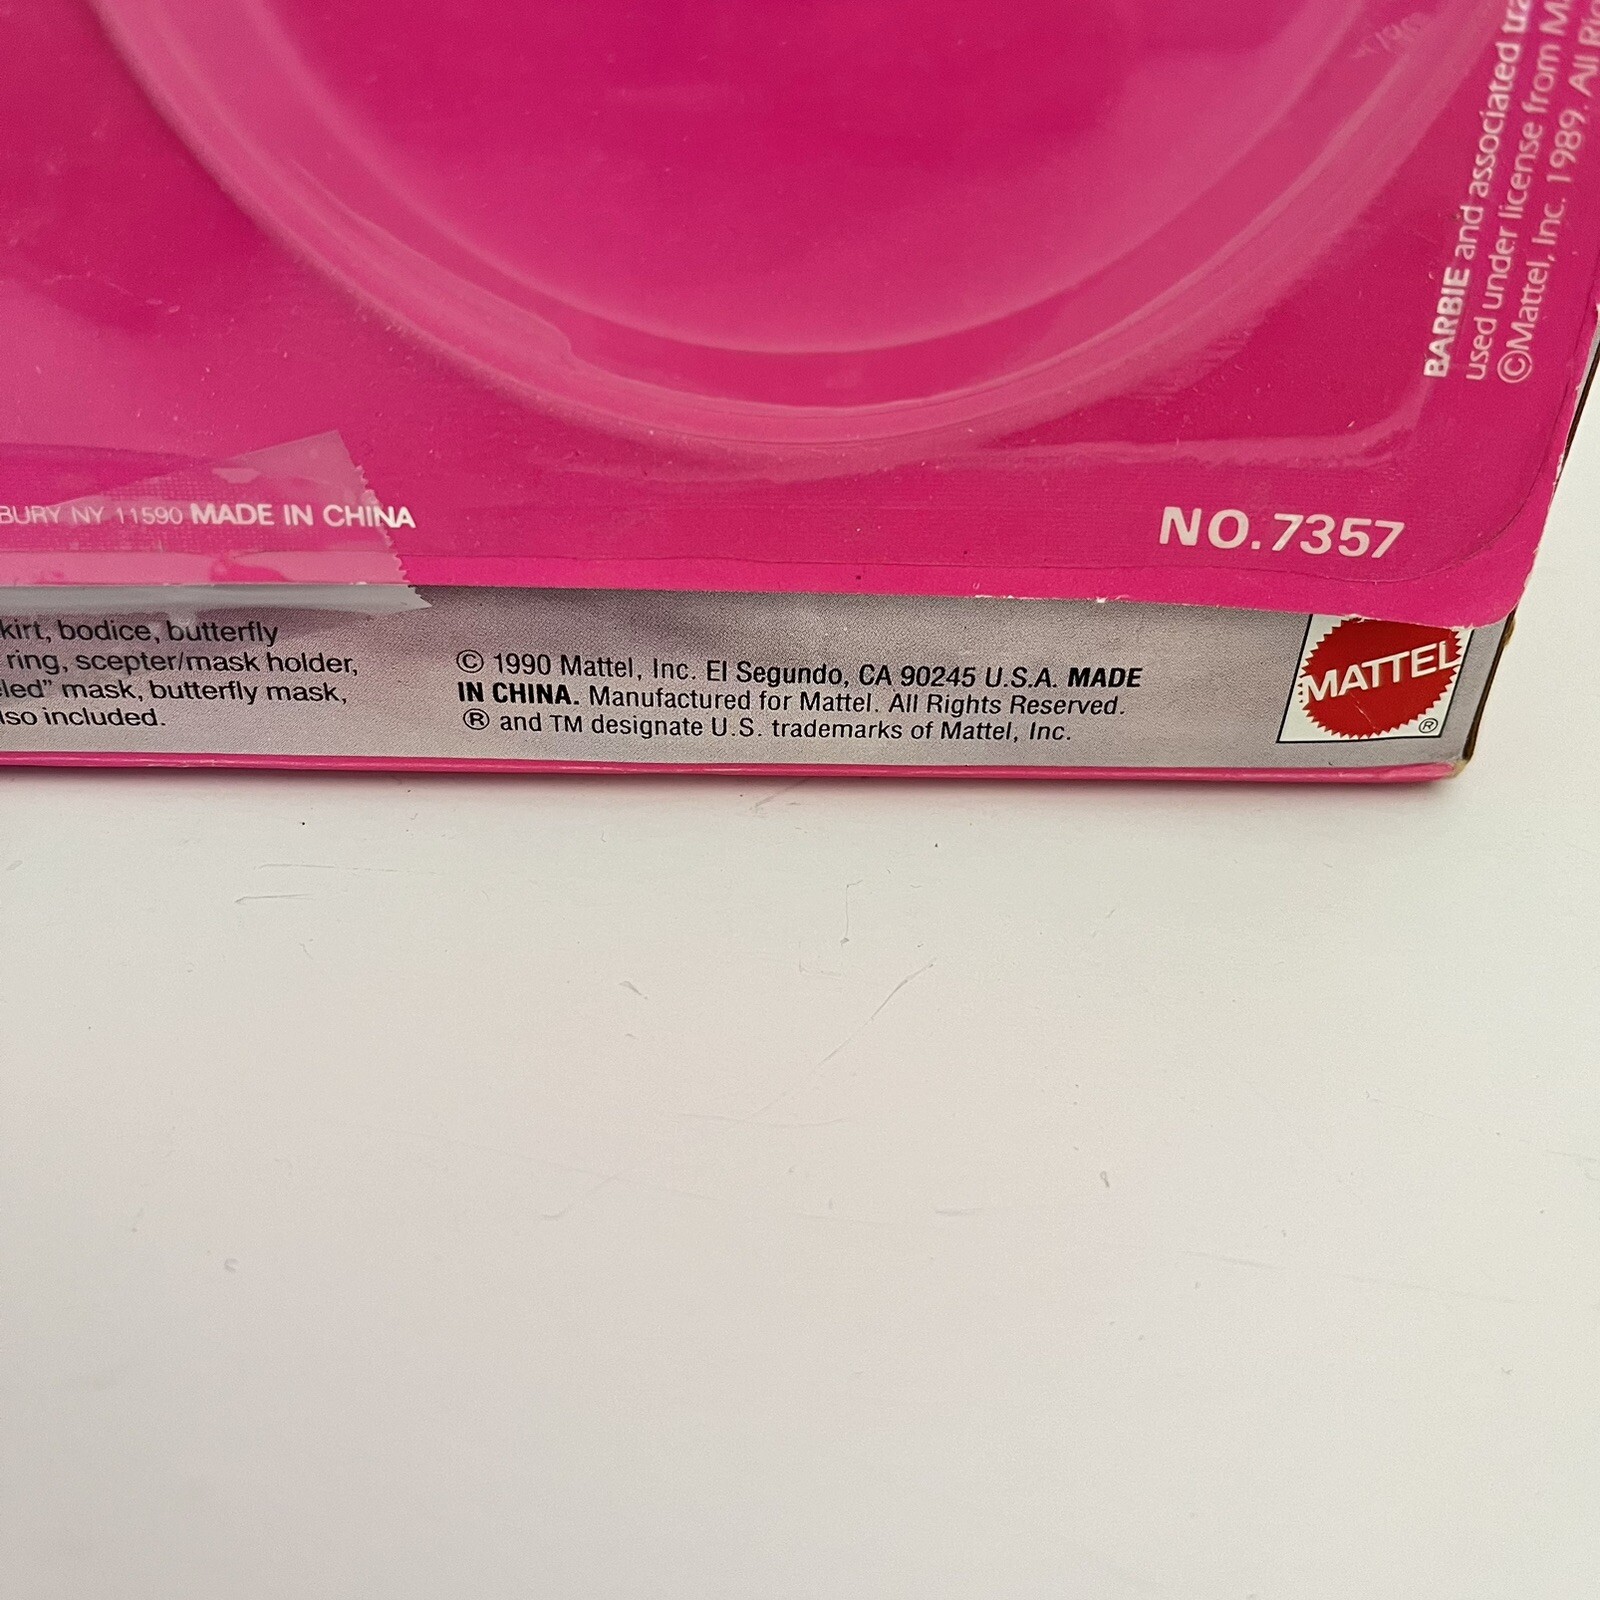 BARBIE and associated
used under license from
©Mattel, Inc. 1989. All
BURY NY 11590 MADE IN CHINA
NO.7357
kirt, bodice, butterfly
ring, scepter/mask holder,
led" mask, butterfly mask,
lso included.
© 1990 Mattel, Inc. El Segundo, CA 90245 U.S.A. MADE
IN CHINA. Manufactured for Mattel. All Rights Reserved.
® and TM designate U.S. trademarks of Mattel, Inc.
MATTEL
®